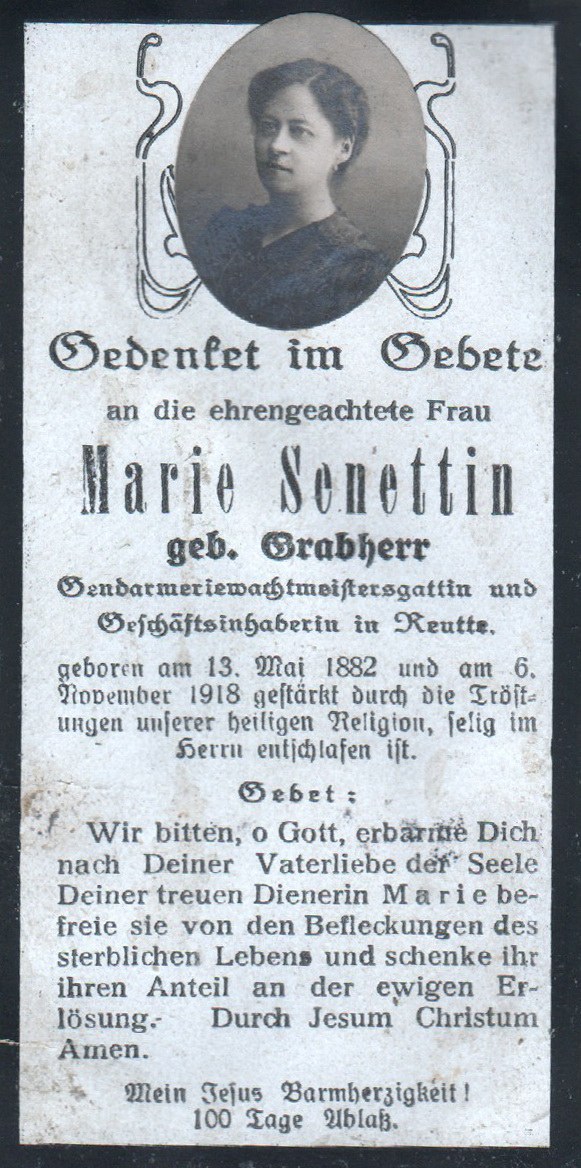 Gedenket im Gebete
an die ehrengeachtete Frau
Marie Senettin
geb. Grabherr
Gendarmeriewachtmeistersgattin und
Geschäftsinhaberin in Reutte,
geboren am 13. Mai 1882 und am 6.
November 1918 gestärkt durch die Tröst-
ungen unserer heiligen Religion, selig im
Herrn entschlafen ist.
Gebet:
Wir bitten, o Gott, erbarme Dich
nach Deiner Vaterliebe der Seele
Deiner treuen Dienerin Marie be-
freie sie von den Befleckungen des
sterblichen Lebens und schenke ihr
ihren Anteil an der ewigen Er-
lösung.- Durch Jesum Christum
Amen.
Mein Jesus Barmherzigkeit!
100 Tage Ablaß.